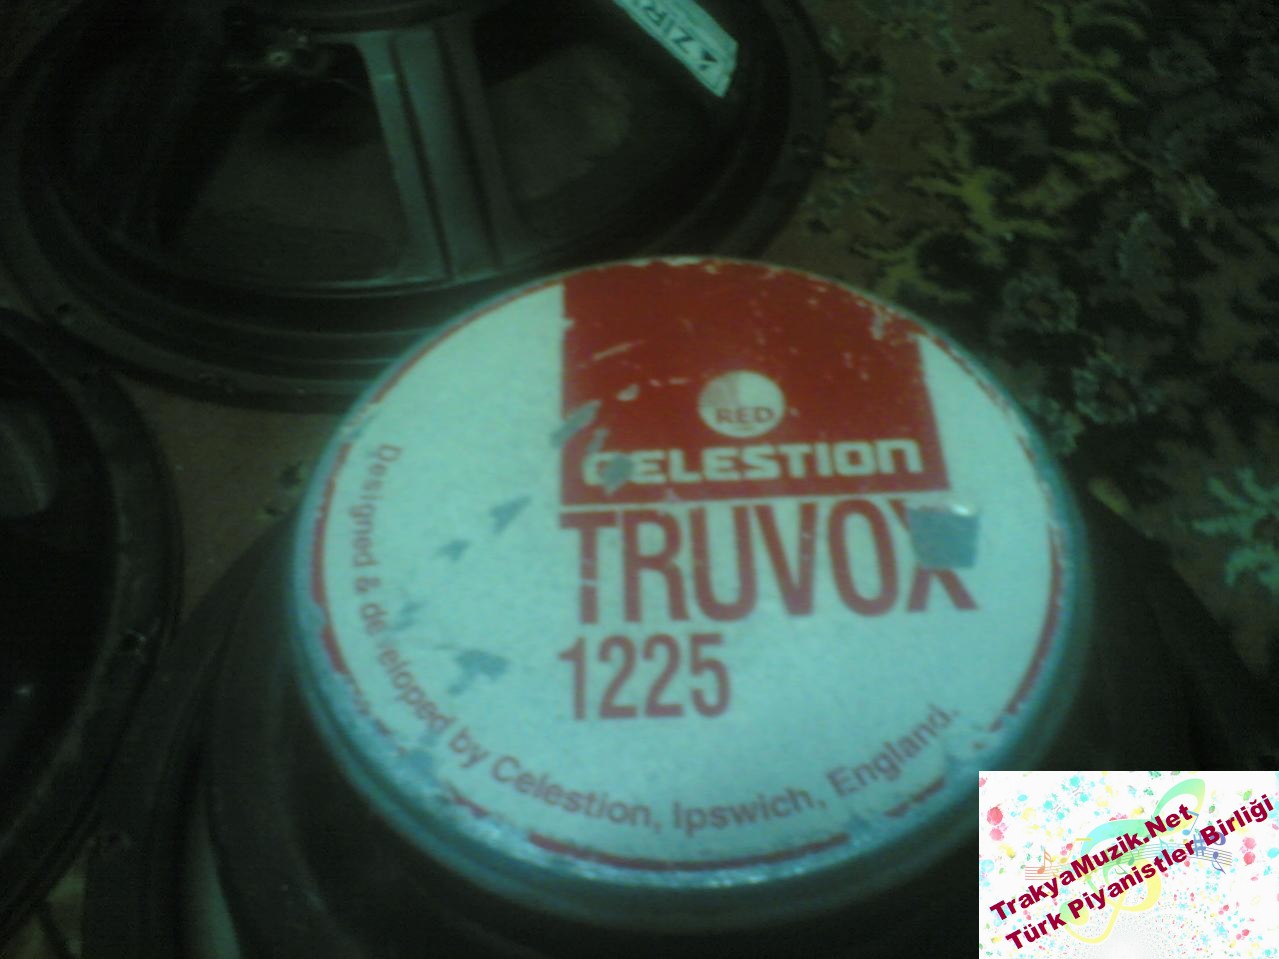 RED
CELESTION
TRUVOX
1225
Designed & developed by Celestion, Ipswich, England.
TrakyaMuzik.Net
Türk Piyanistler Birliği